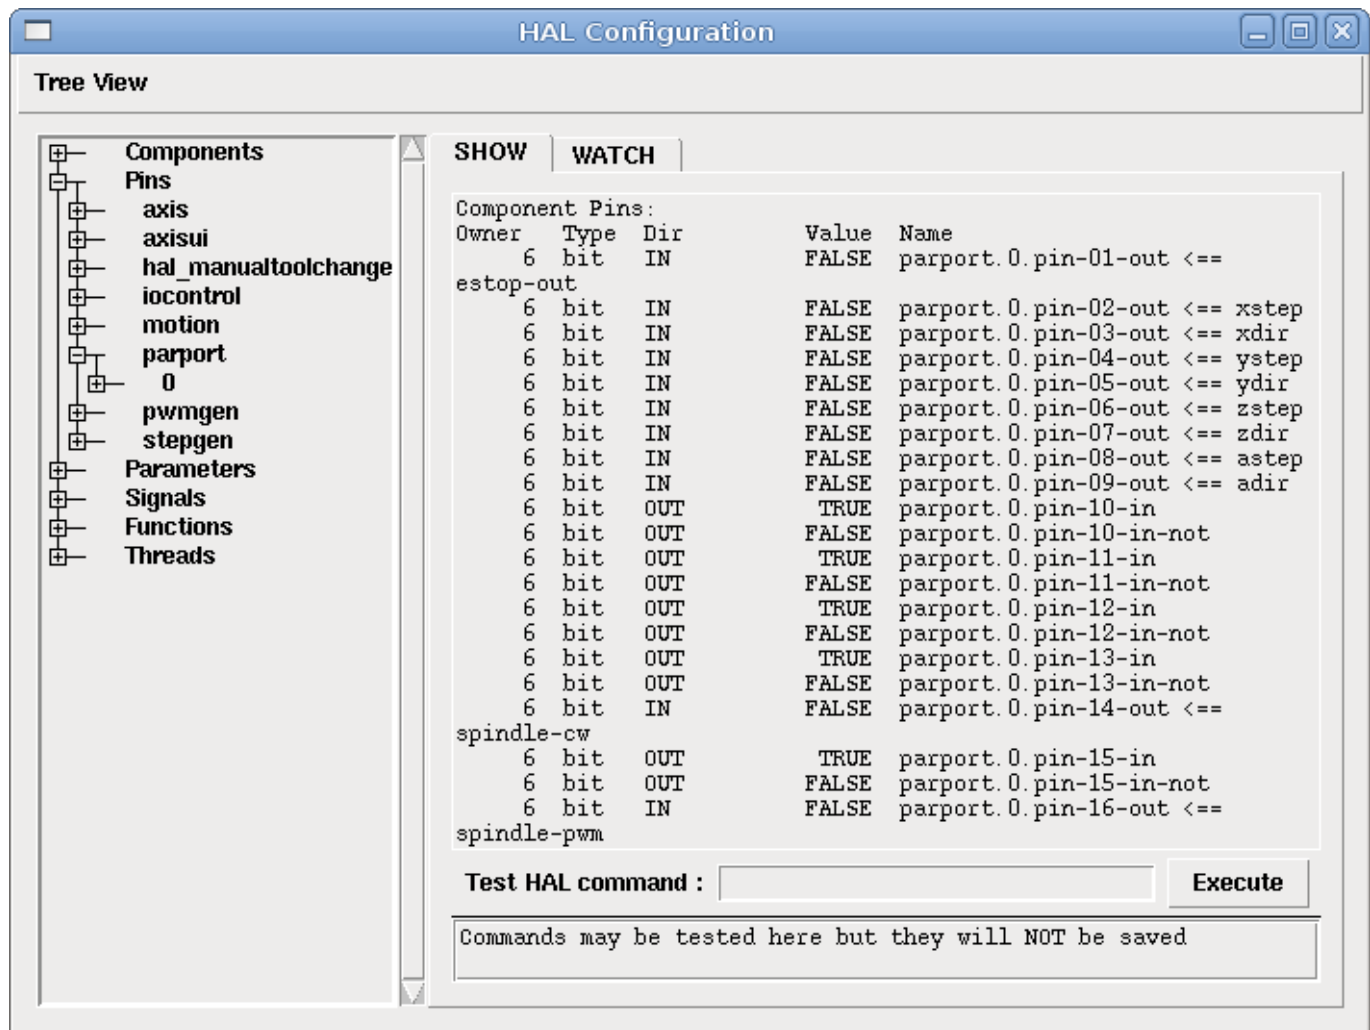 HAL Configuration
Tree View
Components
Pins
axis
axisui
hal_manualtoolchange
iocontrol
motion
parport
0
pwmgen
stepgen
Parameters
Signals
Functions
Threads
SHOW
WATCH
Component Pins:
Owner Type Dir Value Name
6 bit IN FALSE parport.0.pin-01-out <==
estop-out
6 bit IN FALSE parport.0.pin-02-out <== xstep
6 bit IN FALSE parport.0.pin-03-out <== xdir
6 bit IN FALSE parport.0.pin-04-out <== ystep
6 bit IN FALSE parport.0.pin-05-out <== ydir
6 bit IN FALSE parport.0.pin-06-out <== zstep
6 bit IN FALSE parport.0.pin-07-out <== zdir
6 bit IN FALSE parport.0.pin-08-out <== astep
6 bit IN FALSE parport.0.pin-09-out <== adir
6 bit OUT TRUE parport.0.pin-10-in
6 bit OUT FALSE parport.0.pin-10-in-not
6 bit OUT TRUE parport.0.pin-11-in
6 bit OUT FALSE parport.0.pin-11-in-not
6 bit OUT TRUE parport.0.pin-12-in
6 bit OUT FALSE parport.0.pin-12-in-not
6 bit OUT TRUE parport.0.pin-13-in
6 bit OUT FALSE parport.0.pin-13-in-not
6 bit IN FALSE parport.0.pin-14-out <==
spindle-cw
6 bit OUT TRUE parport.0.pin-15-in
6 bit OUT FALSE parport.0.pin-15-in-not
6 bit IN FALSE parport.0.pin-16-out <==
spindle-pwm
Test HAL command :
Execute
Commands may be tested here but they will NOT be saved